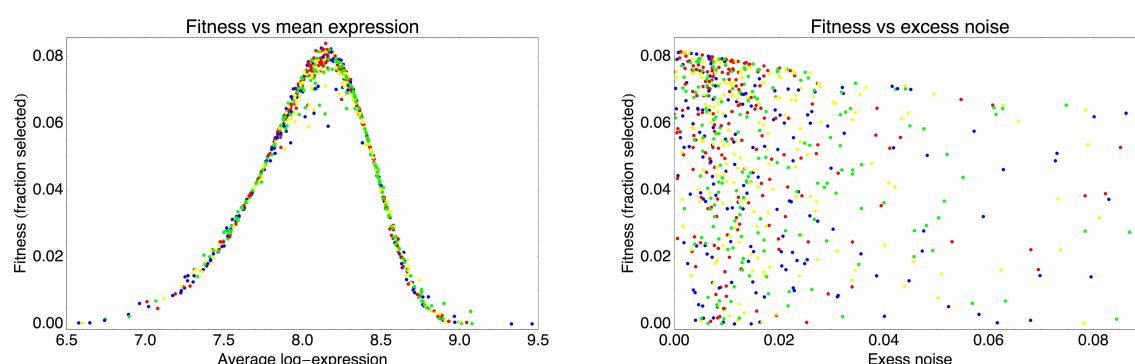 Fitness vs mean expression
0.08
0.06
0.04
0.02
0.00
Fitness (fraction selected)
6.5 7.0 7.5 8.0 8.5 9.0 9.5
Average log-expression
Fitness vs excess noise
0.08
0.06
0.04
0.02
0.00
Fitness (fraction selected)
0.00 0.02 0.04 0.06 0.08
Exess noise